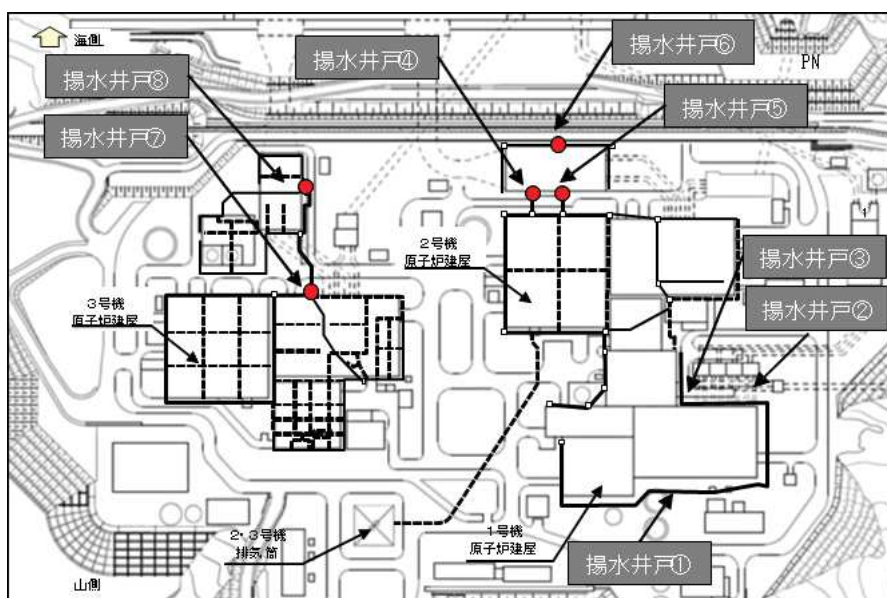 海側
揚水井戸⑧
揚水井戸⑦
揚水井戸④
揚水井戸⑥
PN
揚水井戸⑤
2号機
原子炉建屋
揚水井戸③
揚水井戸②
3号機
原子炉建屋
1
2・3号機
排気筒
1号機
原子炉建屋
揚水井戸①
山側